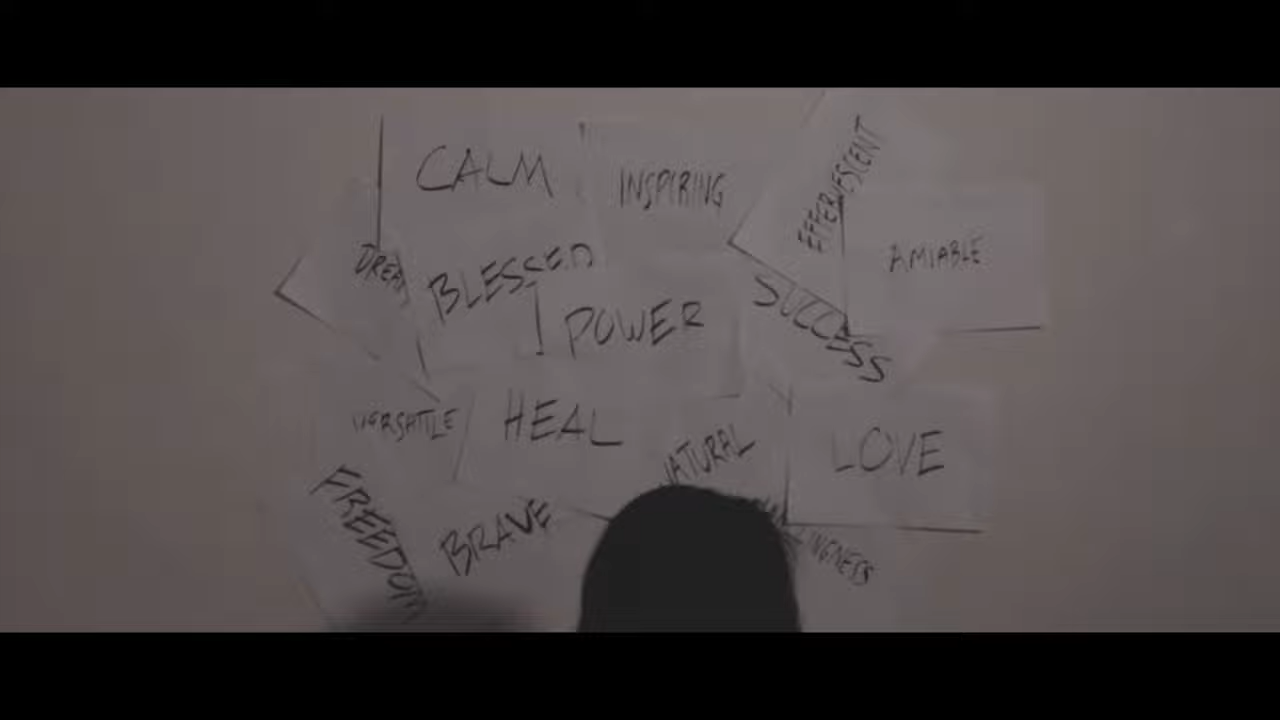 CALM
INSPIRING
EFFERVESCENT
AMIABLE
BLESSED
POWER
SUCCESS
VERSATILE
HEAL
NATURAL
LOVE
FREEDOM
BRAVE